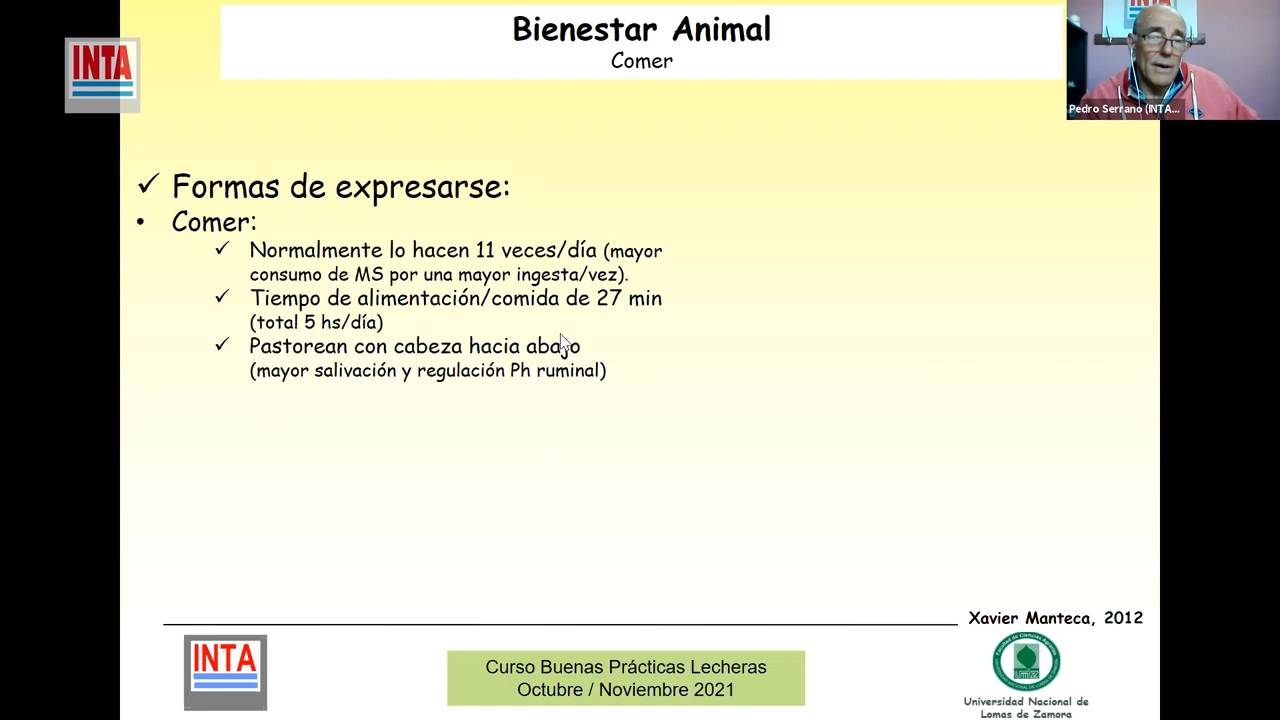 Bienestar Animal
Comer
INTA
INTA
Pedro Serrano (INTA...
✓ Formas de expresarse:
• Comer:
✓ Normalmente lo hacen 11 veces/día (mayor
consumo de MS por una mayor ingesta/vez).
✓ Tiempo de alimentación/comida de 27 min
(total 5 hs/día)
✓ Pastorean con cabeza hacia abajo
(mayor salivación y regulación Ph ruminal)
Xavier Manteca, 2012
INTA
Curso Buenas Prácticas Lecheras
Octubre / Noviembre 2021
Universidad Nacional de
Lomas de Zamora